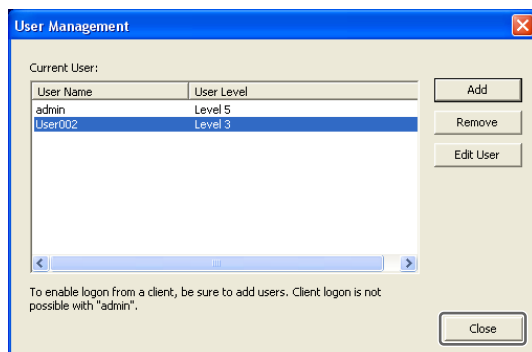 User Management
Current User:
User Name User Level
admin Level 5
User002 Level 3
Add
Remove
Edit User
To enable logon from a client, be sure to add users. Client logon is not
possible with "admin".
Close